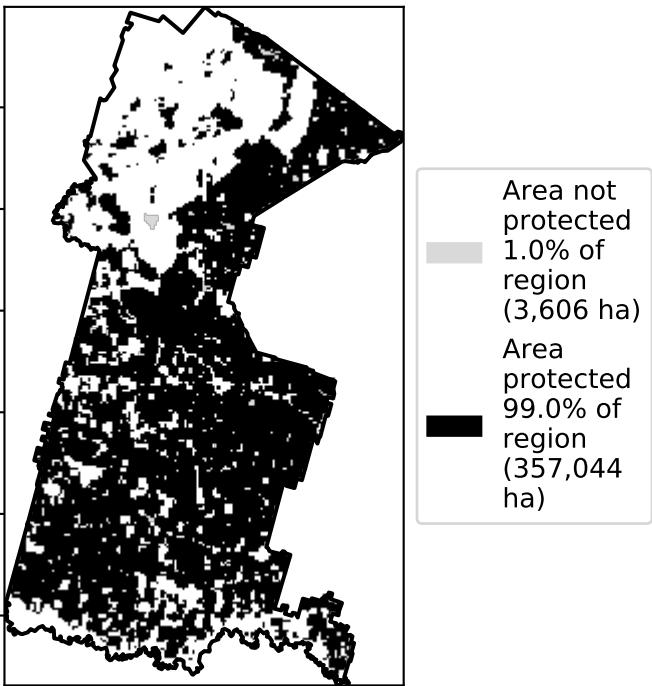 Area not
protected
1.0% of
region
(3,606 ha)
Area
protected
99.0% of
region
(357,044
ha)